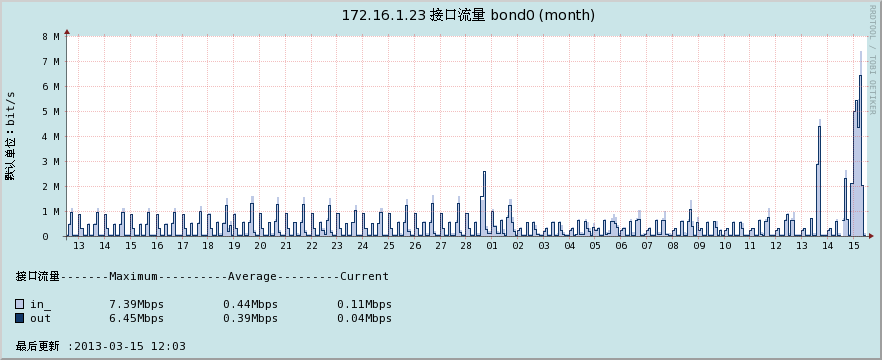 172.16.1.23 接口流量 bond0 (month)
RRDTOOL / TOBI OETIKER
默认单位：bit/s
8 M
7 M
6 M
5 M
4 M
3 M
2 M
1 M
0
13 14 15 16 17 18 19 20 21 22 23 24 25 26 27 28 01 02 03 04 05 06 07 08 09 10 11 12 13 14 15
接口流量-------Maximum----------Average---------Current
in_ 7.39Mbps 0.44Mbps 0.11Mbps
out 6.45Mbps 0.39Mbps 0.04Mbps
最后更新 :2013-03-15 12:03